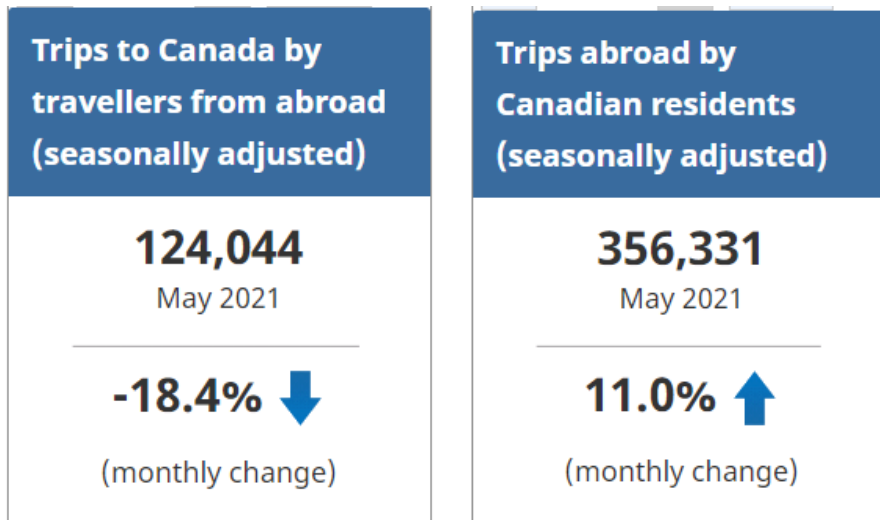 Trips to Canada by
travellers from abroad
(seasonally adjusted)
124,044
May 2021
-18.4%
(monthly change)
Trips abroad by
Canadian residents
(seasonally adjusted)
356,331
May 2021
11.0%
(monthly change)